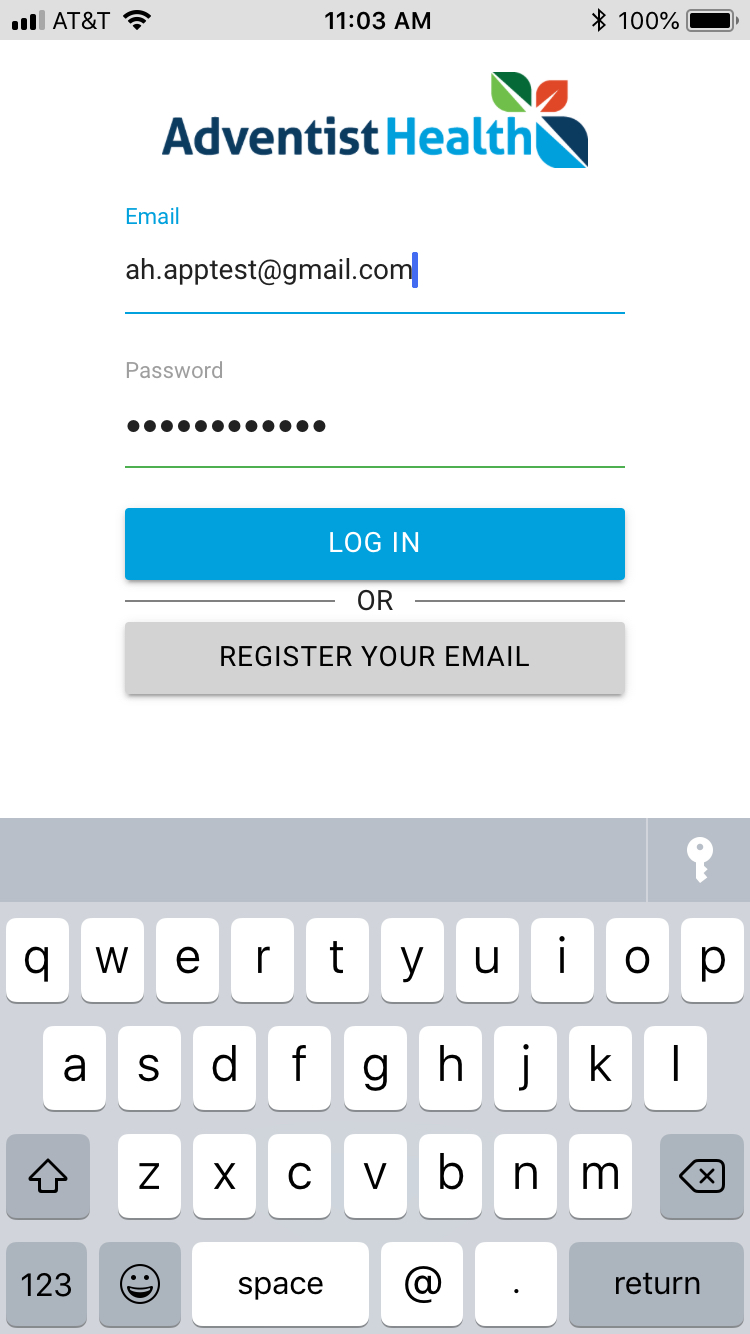 AT&T 11:03 AM 100%
Adventist Health
Email
ah.apptest@gmail.com
Password
●●●●●●●●●●●●
LOG IN
OR
REGISTER YOUR EMAIL
q w e r t y u i o p
a s d f g h j k l
z x c v b n m
123 space @ . return